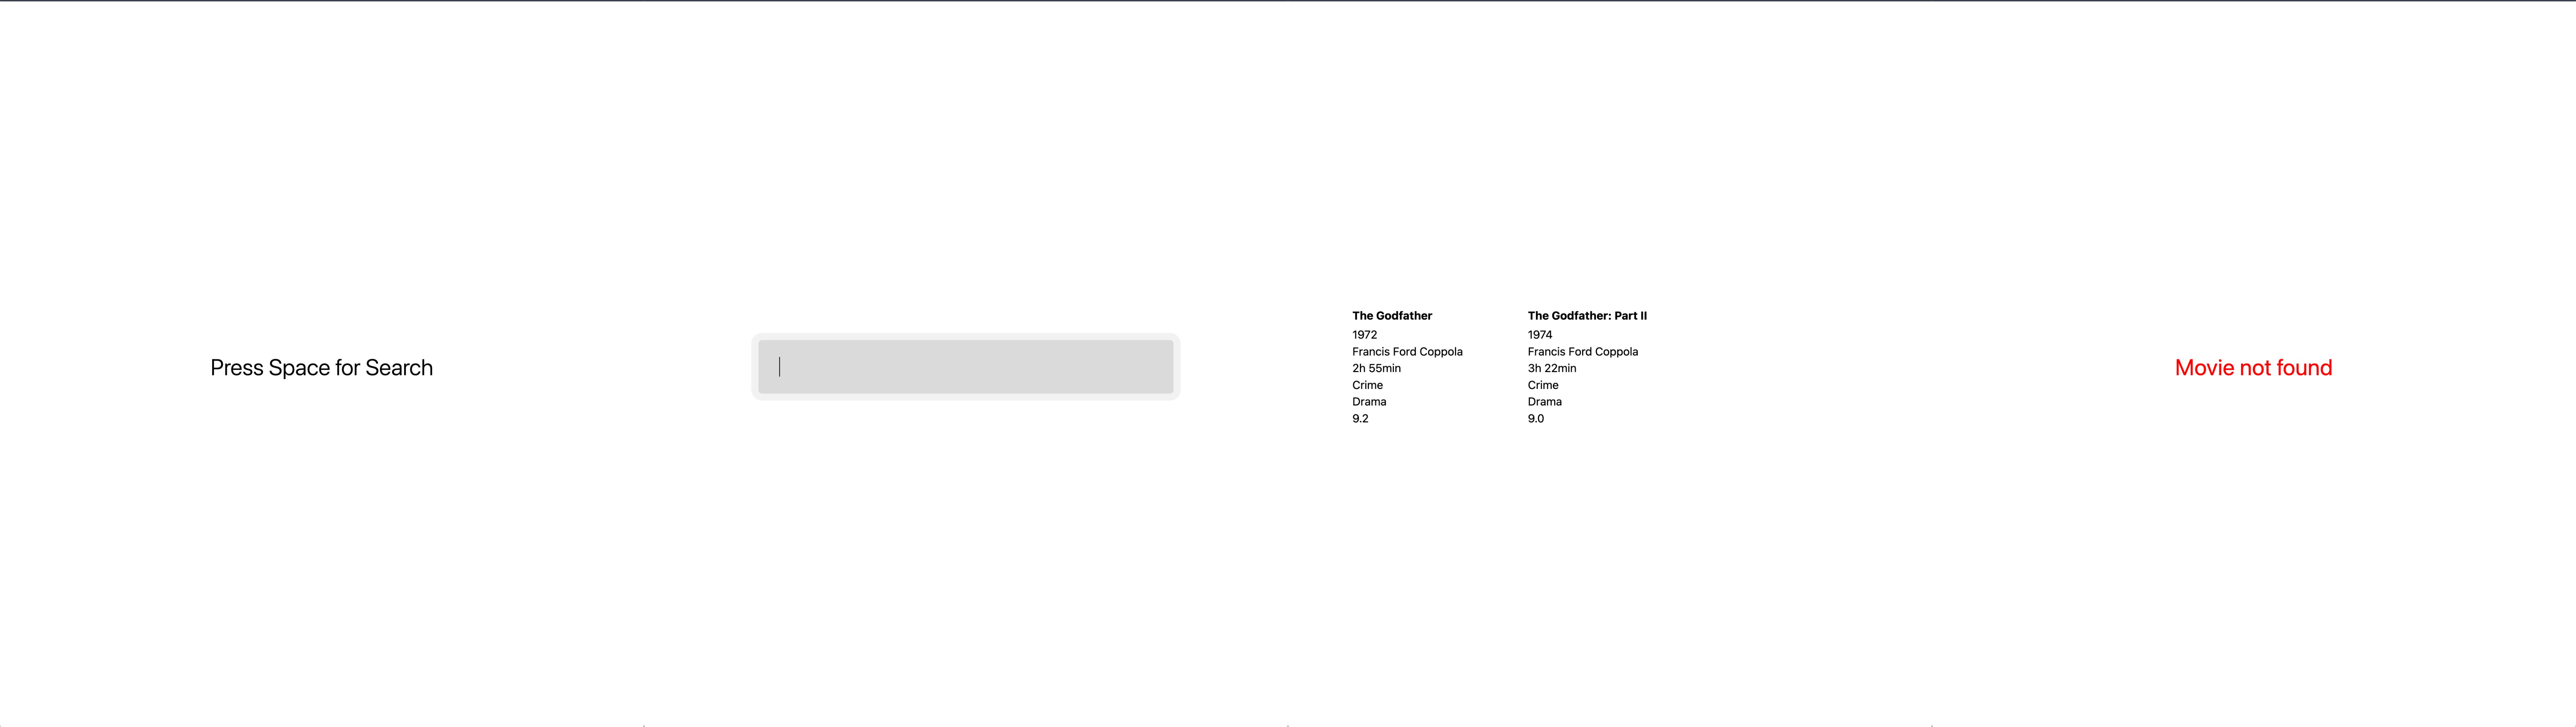 Press Space for Search
The Godfather
1972
Francis Ford Coppola
2h 55min
Crime
Drama
9.2
The Godfather: Part II
1974
Francis Ford Coppola
3h 22min
Crime
Drama
9.0
Movie not found